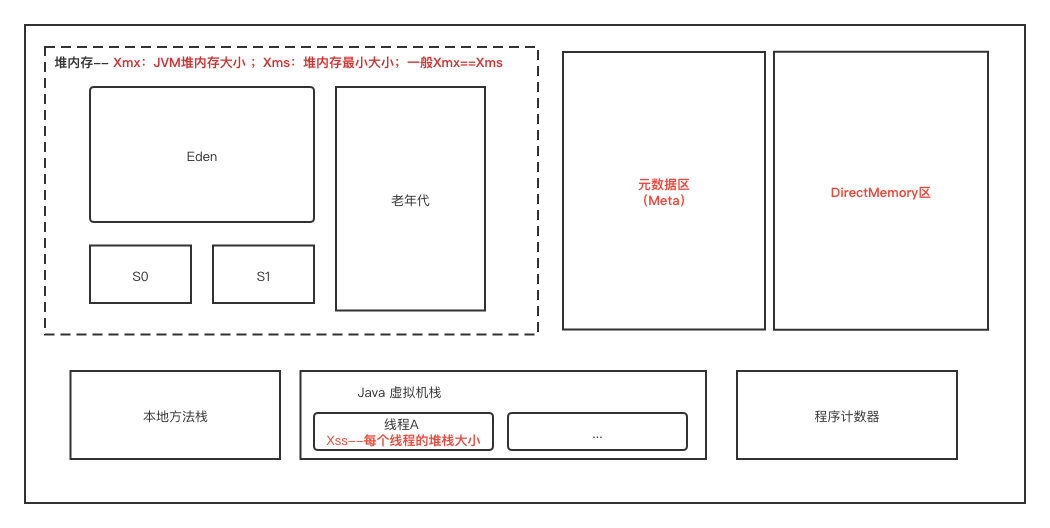 堆内存-- Xmx：JVM堆内存大小 ；Xms：堆内存最小大小；一般Xmx==Xms
Eden
老年代
S0
S1
元数据区
（Meta）
DirectMemory区
本地方法栈
Java 虚拟机栈
线程A
Xss--每个线程的堆栈大小
...
程序计数器